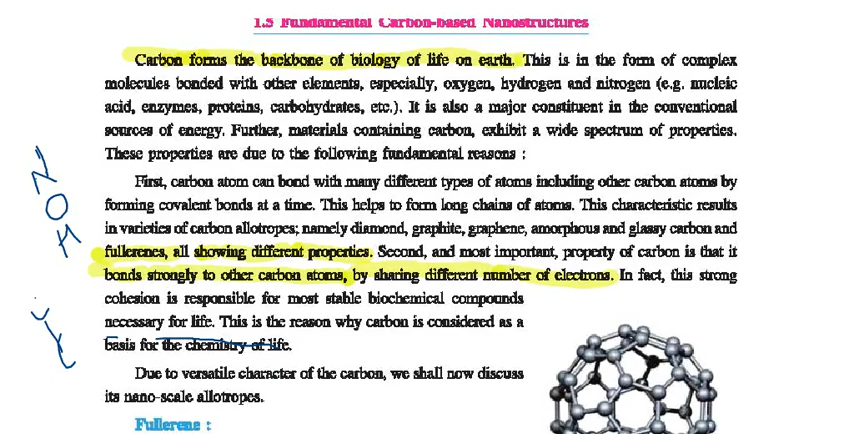 1.5 Fundamental Carbon-based Nanostructures
Carbon forms the backbone of biology of life on earth. This is in the form of complex
molecules bonded with other elements, especially, oxygen, hydrogen and nitrogen (e.g. nucleic
acid, enzymes, proteins, carbohydrates, etc.). It is also a major constituent in the conventional
sources of energy. Further, materials containing carbon, exhibit a wide spectrum of properties.
These properties are due to the following fundamental reasons :
First, carbon atom can bond with many different types of atoms including other carbon atoms by
forming covalent bonds at a time. This helps to form long chains of atoms. This characteristic results
in varieties of carbon allotropes; namely diamond, graphite, graphene, amorphous and glassy carbon and
fullerenes, all showing different properties. Second, and most important, property of carbon is that it
bonds strongly to other carbon atoms, by sharing different number of electrons. In fact, this strong
cohesion is responsible for most stable biochemical compounds
necessary for life. This is the reason why carbon is considered as a
basis for the chemistry of life.
Due to versatile character of the carbon, we shall now discuss
its nano-scale allotropes.
Fullerene :
HON